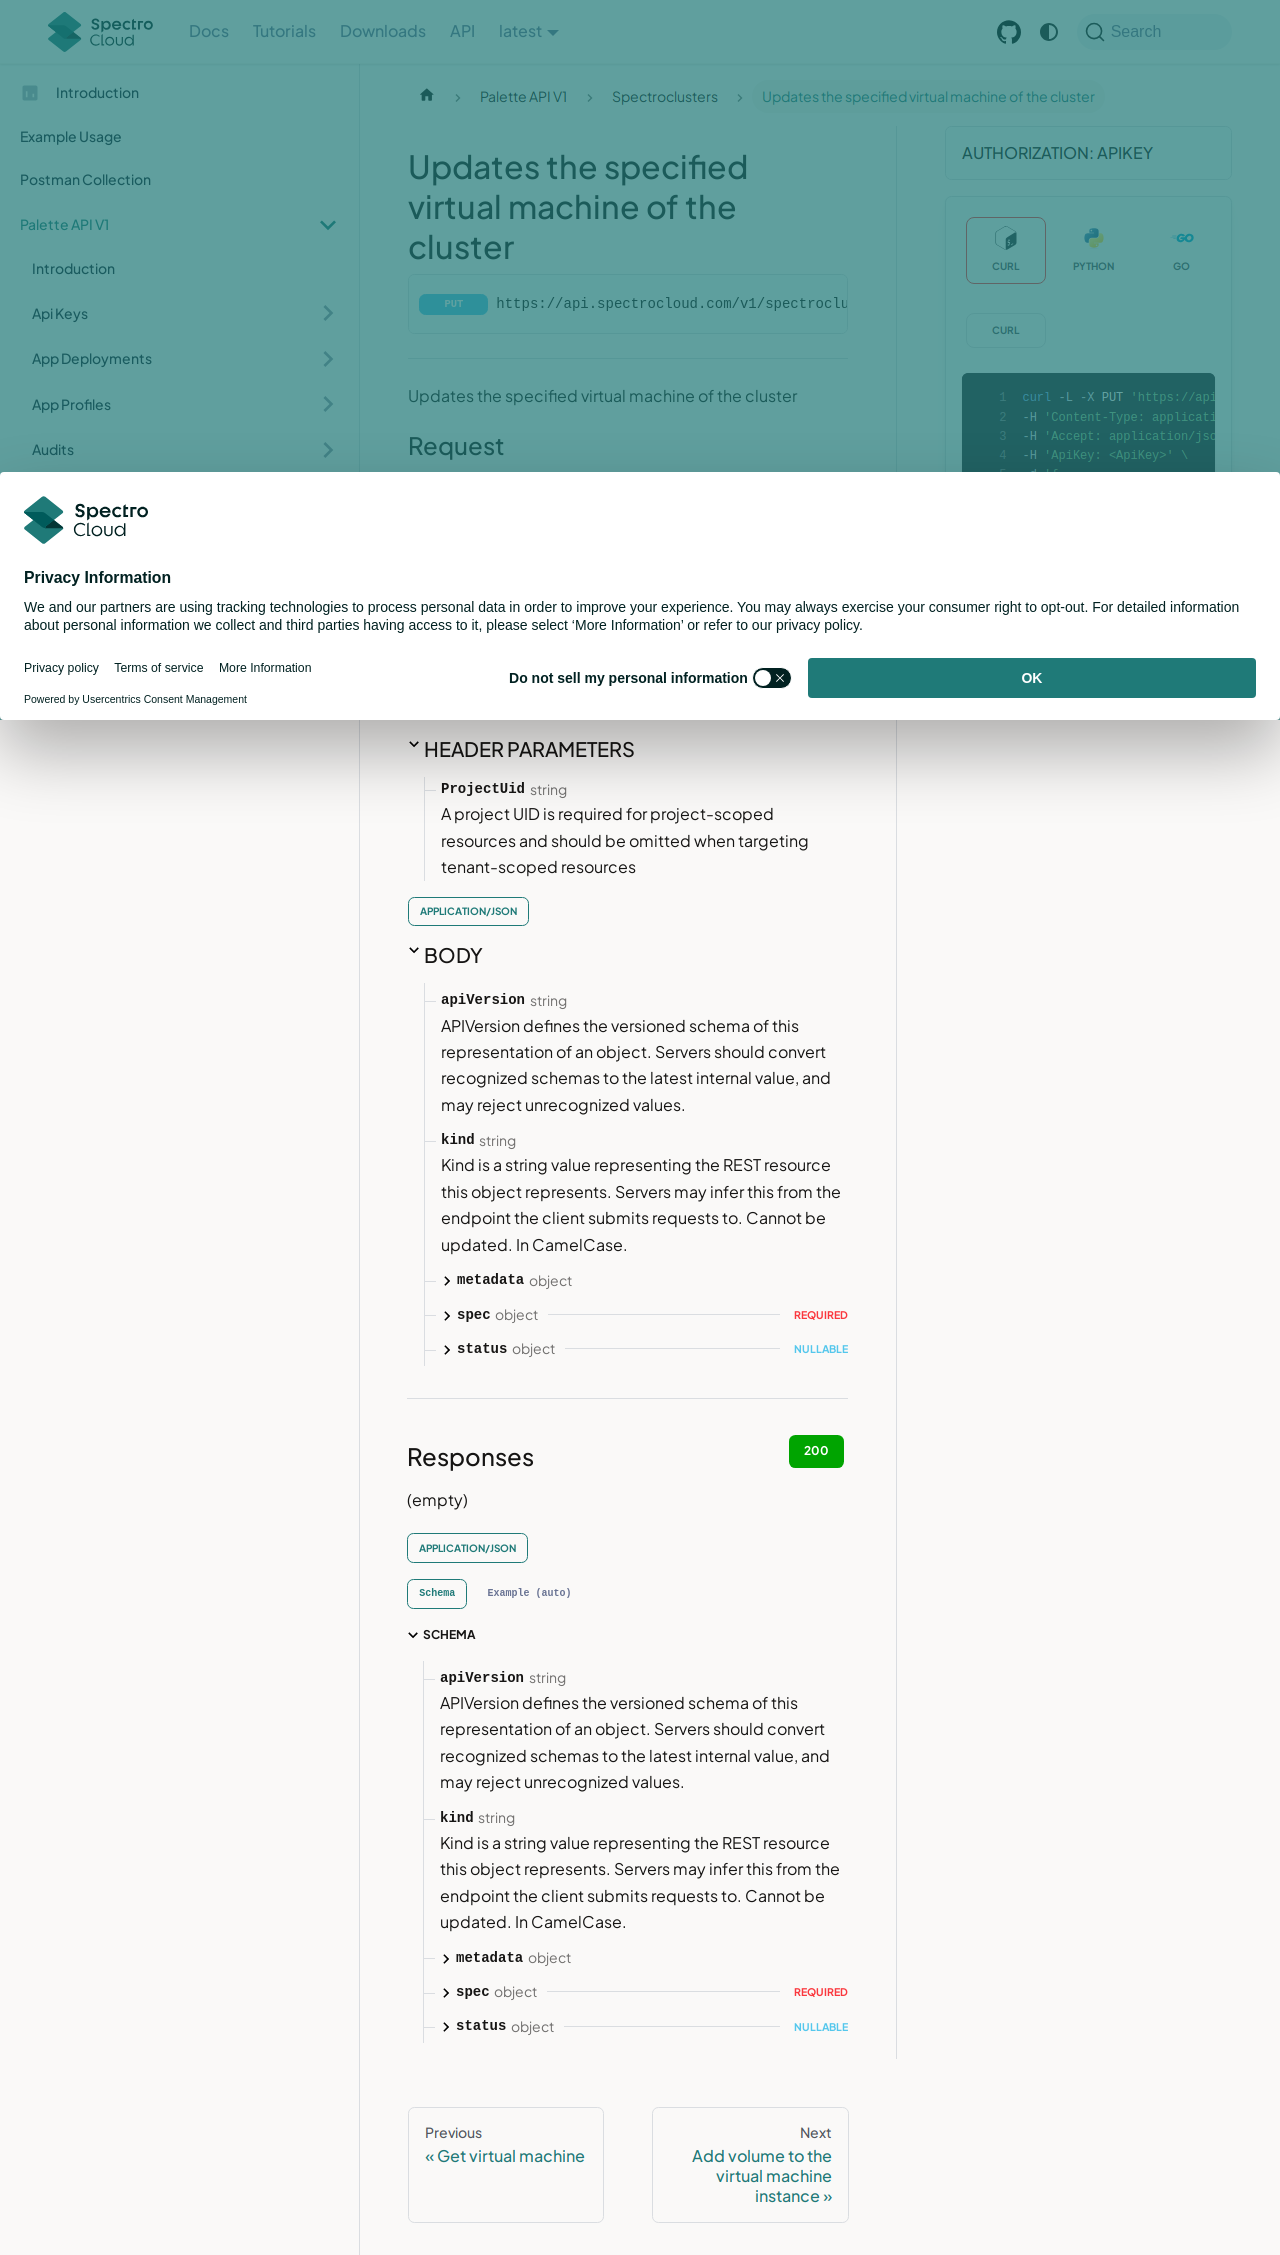 Spectro Cloud
Docs
Tutorials
Downloads
API
latest
Search
Introduction
Example Usage
Postman Collection
Palette API V1
Introduction
Api Keys
App Deployments
App Profiles
Audits
Palette API V1
Spectroclusters
Updates the specified virtual machine of the cluster
Updates the specified
virtual machine of the
cluster
PUT https://api.spectrocloud.com/v1/spectroclu
Updates the specified virtual machine of the cluster
Request
AUTHORIZATION: APIKEY
CURL
PYTHON
GO
CURL
1 curl -L -X PUT 'https://api
2 -H 'Content-Type: applicati
3 -H 'Accept: application/jso
4 -H 'ApiKey: <ApiKey>' \
Spectro
Cloud
Privacy Information
We and our partners are using tracking technologies to process personal data in order to improve your experience. You may always exercise your consumer right to opt-out. For detailed information
about personal information we collect and third parties having access to it, please select ‘More Information’ or refer to our privacy policy.
Privacy policy
Terms of service
More Information
Powered by Usercentrics Consent Management
Do not sell my personal information
OK
HEADER PARAMETERS
ProjectUid string
A project UID is required for project-scoped
resources and should be omitted when targeting
tenant-scoped resources
APPLICATION/JSON
BODY
apiVersion string
APIVersion defines the versioned schema of this
representation of an object. Servers should convert
recognized schemas to the latest internal value, and
may reject unrecognized values.
kind string
Kind is a string value representing the REST resource
this object represents. Servers may infer this from the
endpoint the client submits requests to. Cannot be
updated. In CamelCase.
metadata object
spec object REQUIRED
status object NULLABLE
Responses
200
(empty)
APPLICATION/JSON
Schema
Example (auto)
SCHEMA
apiVersion string
APIVersion defines the versioned schema of this
representation of an object. Servers should convert
recognized schemas to the latest internal value, and
may reject unrecognized values.
kind string
Kind is a string value representing the REST resource
this object represents. Servers may infer this from the
endpoint the client submits requests to. Cannot be
updated. In CamelCase.
metadata object
spec object REQUIRED
status object NULLABLE
Previous
« Get virtual machine
Next
Add volume to the
virtual machine
instance »